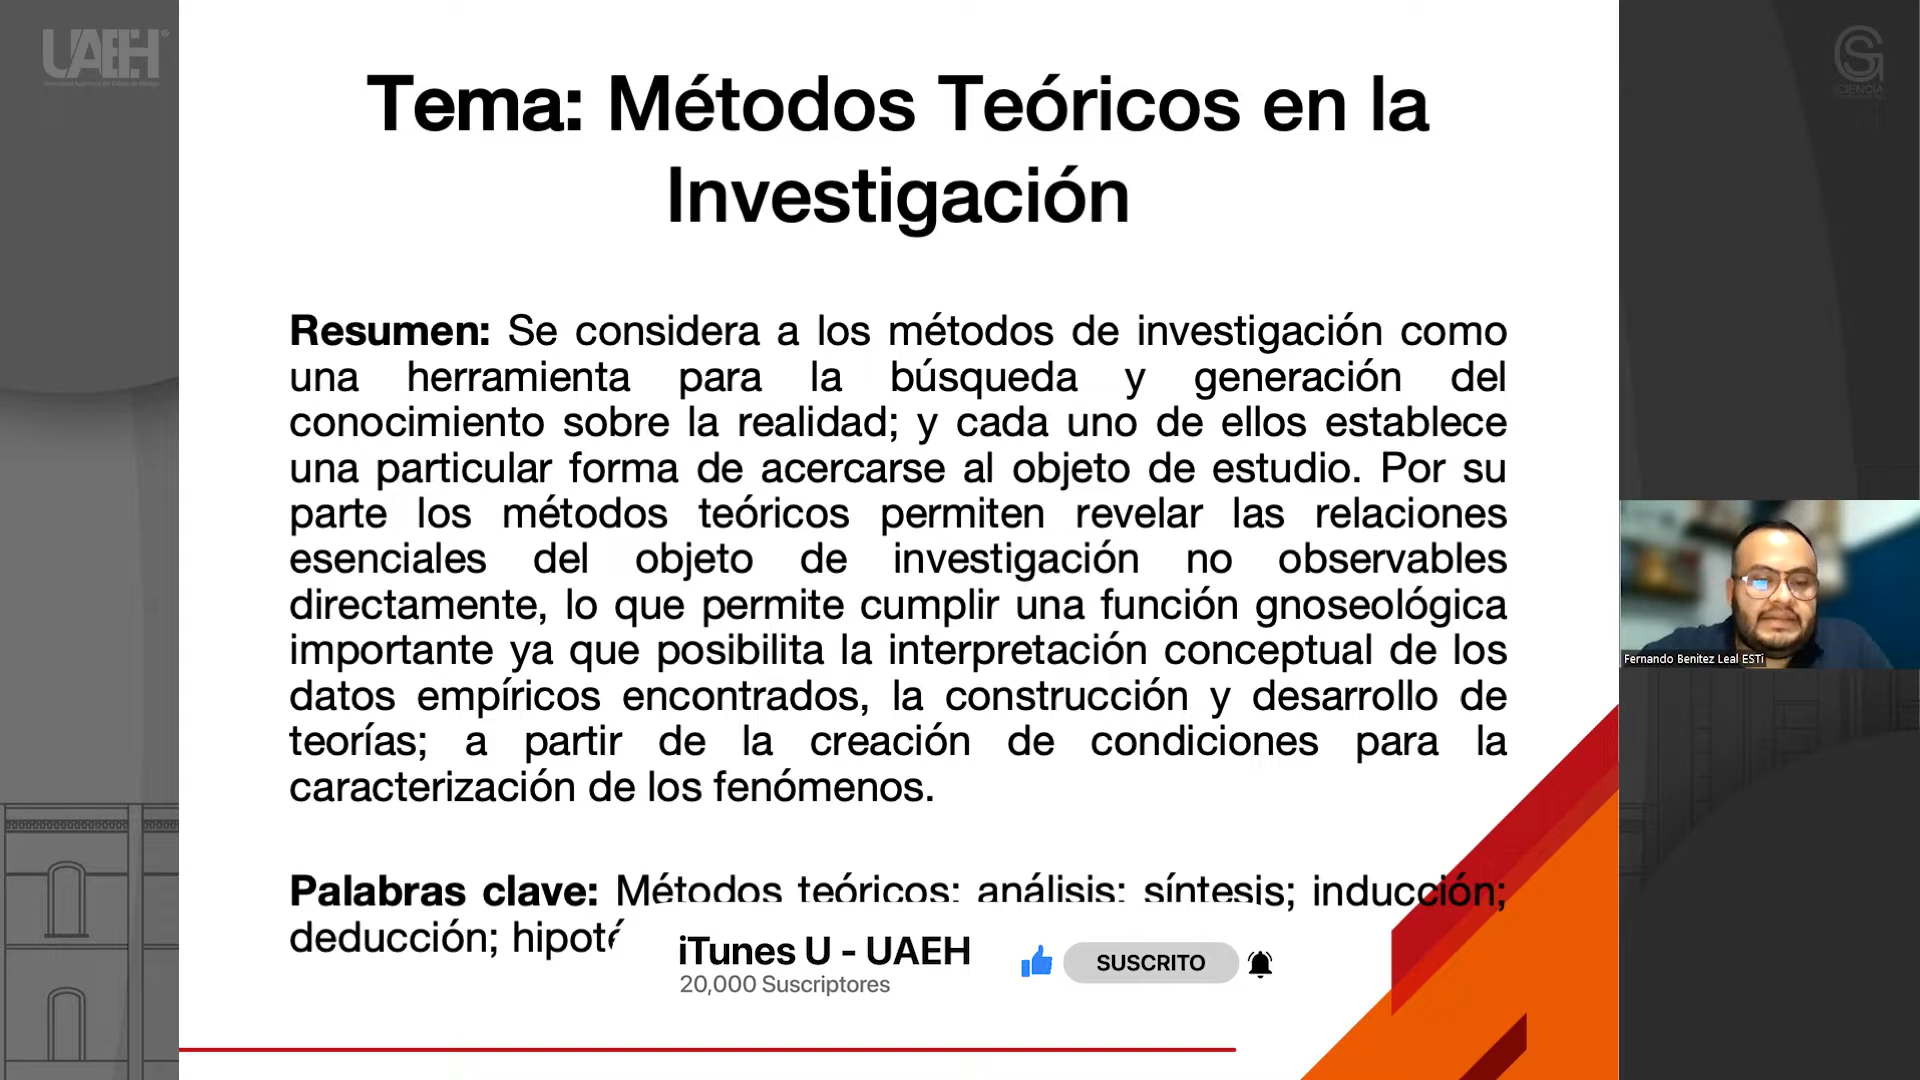 UAEH
Tema: Métodos Teóricos en la
Investigación
Resumen: Se considera a los métodos de investigación como
una herramienta para la búsqueda y generación del
conocimiento sobre la realidad; y cada uno de ellos establece
una particular forma de acercarse al objeto de estudio. Por su
parte los métodos teóricos permiten revelar las relaciones
esenciales del objeto de investigación no observables
directamente, lo que permite cumplir una función gnoseológica
importante ya que posibilita la interpretación conceptual de los
datos empíricos encontrados, la construcción y desarrollo de
teorías; a partir de la creación de condiciones para la
caracterización de los fenómenos.
Palabras clave: Métodos teóricos; análisis; síntesis; inducción;
deducción;
iTunes U - UAEH
20,000 Suscriptores
SUSCRITO
CIENCIA
Fernando Benitez Leal ESTi